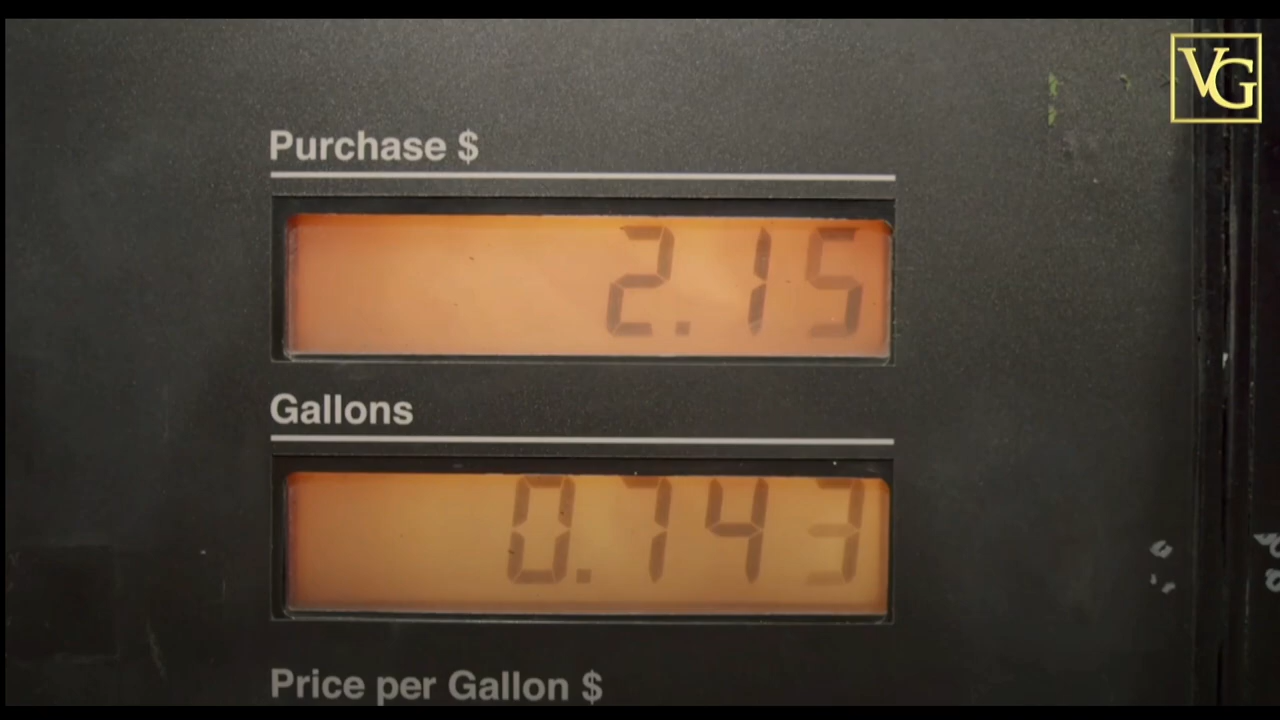 VG
Purchase $
2.15
Gallons
0.743
Price per Gallon $